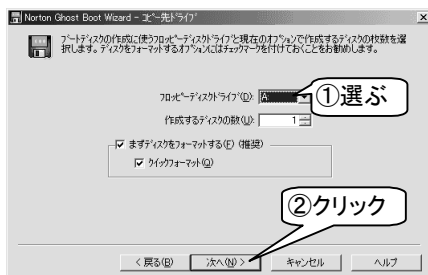 Norton Ghost Boot Wizard - ｺﾋﾟｰ先ﾄﾞﾗｲﾌﾞ
ﾌﾞｰﾄﾃﾞｨｽｸの作成に使うﾌﾛｯﾋﾟｰﾃﾞｨｽｸﾄﾞﾗｲﾌﾞと現在のｵﾌﾟｼｮﾝで作成するﾃﾞｨｽｸの枚数を選
択します。ﾃﾞｨｽｸをﾌｫｰﾏｯﾄするｵﾌﾟｼｮﾝにはﾁｪｯｸﾏｰｸを付けておくことをお勧めします。
ﾌﾛｯﾋﾟｰﾃﾞｨｽｸﾄﾞﾗｲﾌﾞ(D): A
①選ぶ
作成するﾃﾞｨｽｸの数(U): 1
まずﾃﾞｨｽｸをﾌｫｰﾏｯﾄする(F) (推奨)
ｸｲｯｸﾌｫｰﾏｯﾄ(Q)
②クリック
< 戻る(B) 次へ(N) > ｷｬﾝｾﾙ ﾍﾙﾌﾟ